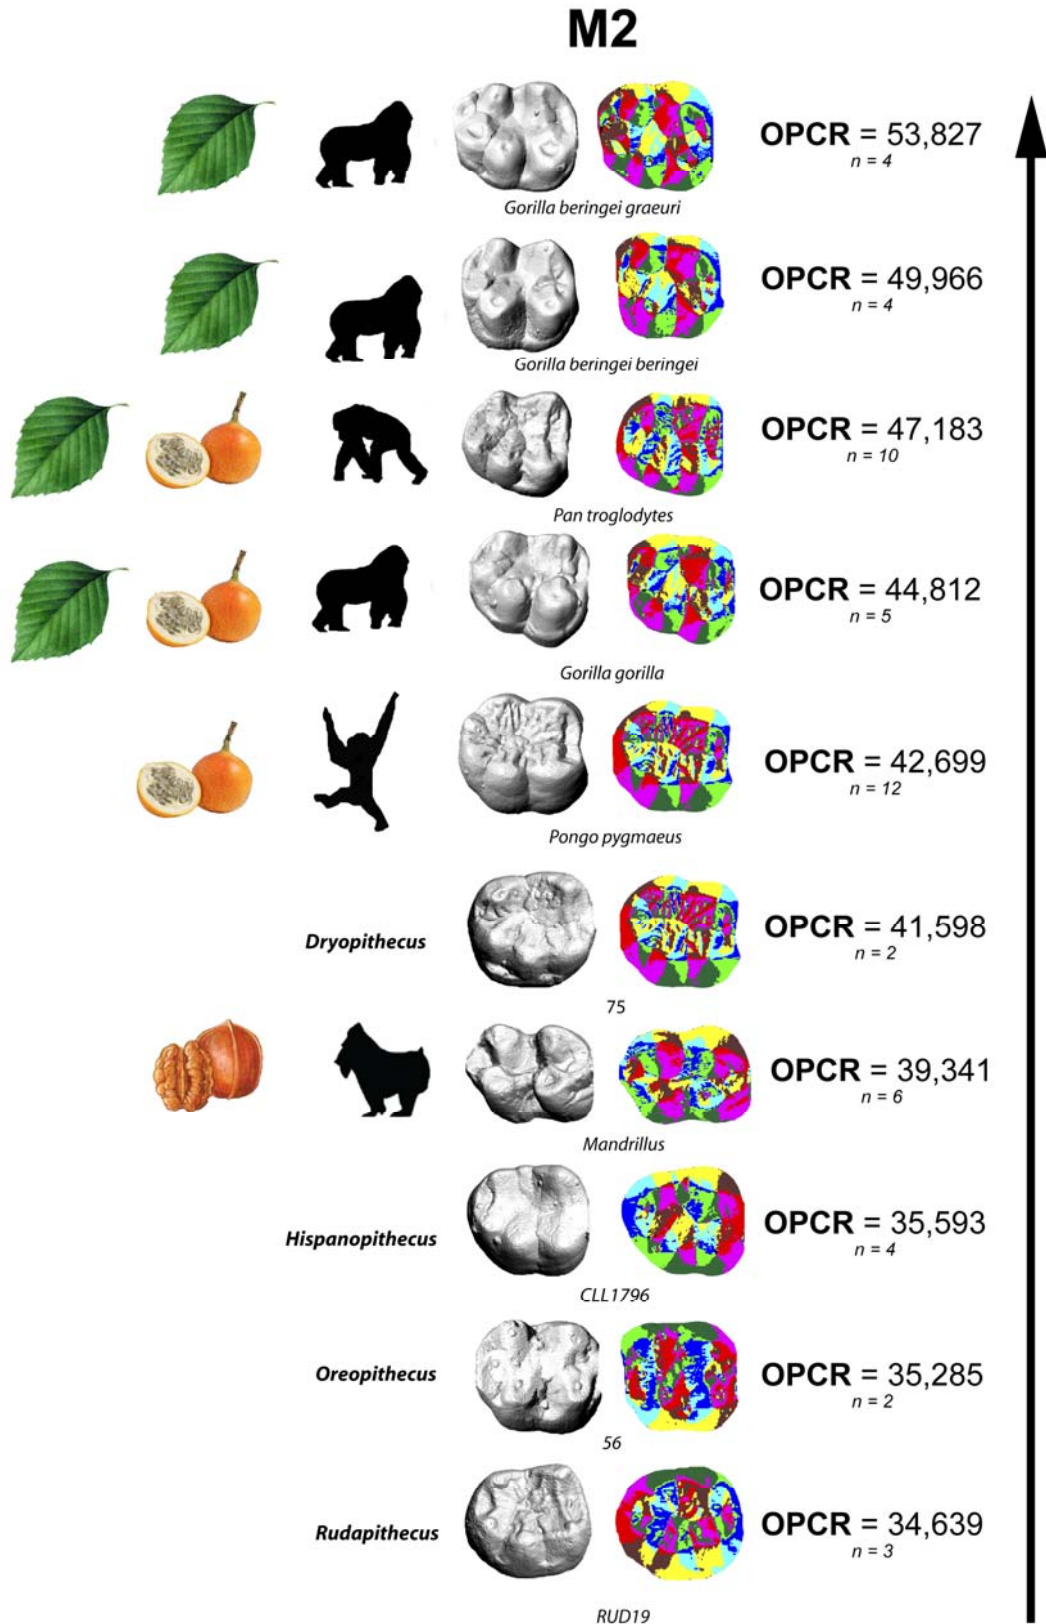 M2
OPCR = 53,827
n = 4
Gorilla beringei graeuri
OPCR = 49,966
n = 4
Gorilla beringei beringei
OPCR = 47,183
n = 10
Pan troglodytes
OPCR = 44,812
n = 5
Gorilla gorilla
OPCR = 42,699
n = 12
Pongo pygmaeus
Dryopithecus
OPCR = 41,598
n = 2
75
OPCR = 39,341
n = 6
Mandrillus
Hispanopithecus
OPCR = 35,593
n = 4
CLL1796
Oreopithecus
OPCR = 35,285
n = 2
56
Rudapithecus
OPCR = 34,639
n = 3
RUD19